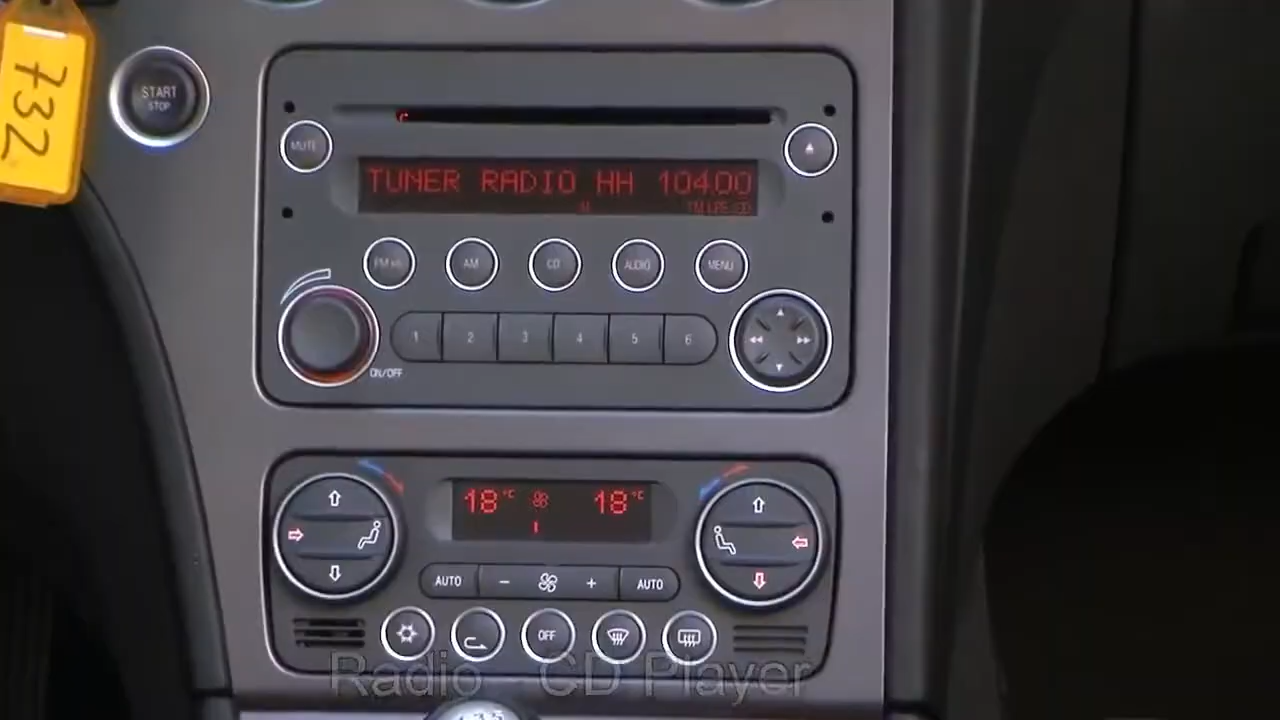 732
START
STOP
MUTE
TUNER RADIO HH 104.00
FM
AM
CD
AUDIO
MENU
1 2 3 4 5 6
ON/OFF
18°C 18°C
AUTO - + AUTO
OFF
Radio - CD Player